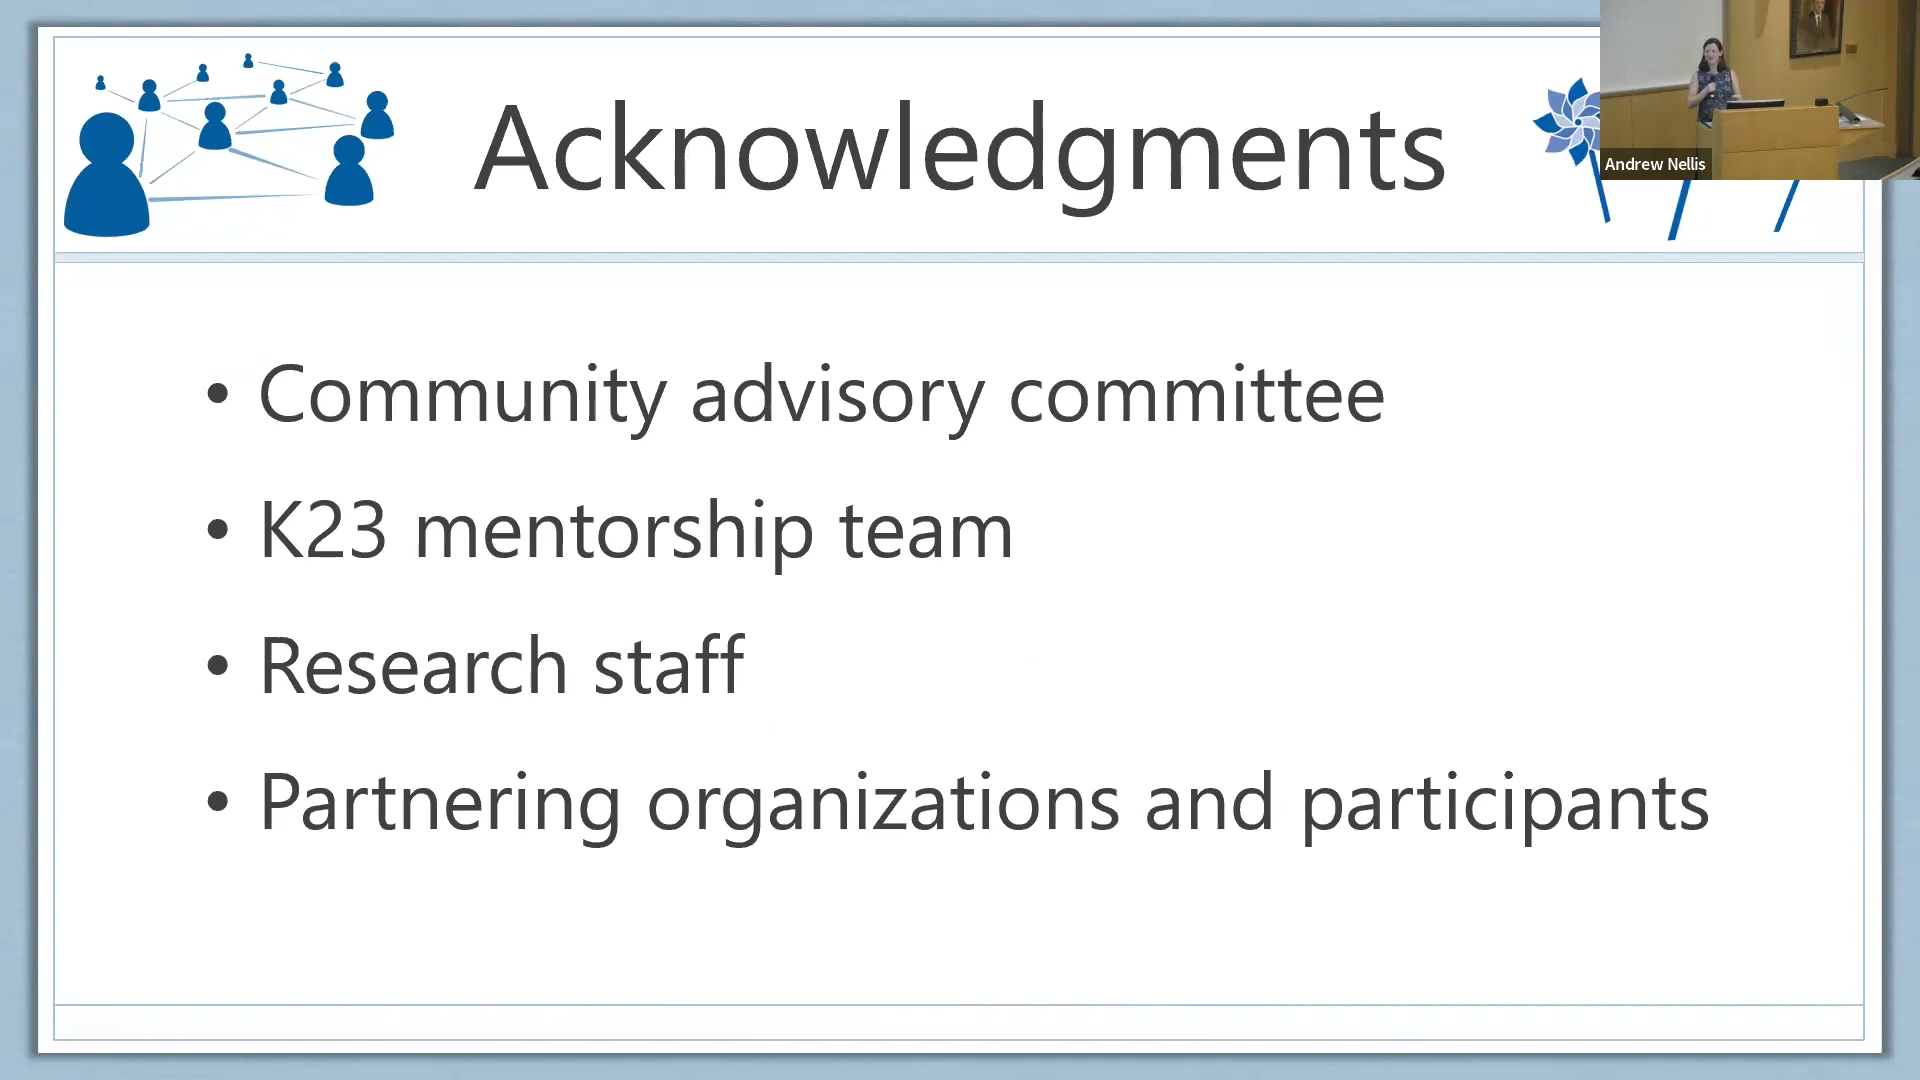 Acknowledgments
Andrew Nellis
• Community advisory committee
• K23 mentorship team
• Research staff
• Partnering organizations and participants